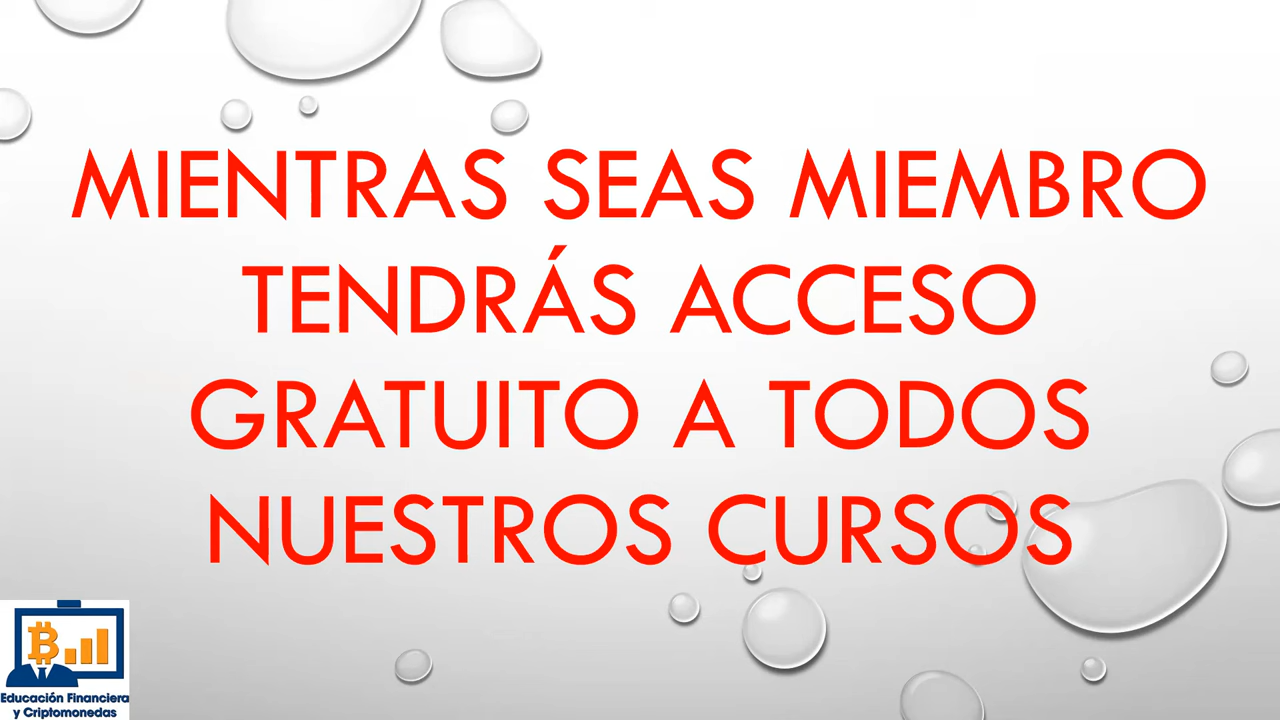 MIENTRAS SEAS MIEMBRO
TENDRÁS ACCESO
GRATUITO A TODOS
NUESTROS CURSOS
Educación Financiera
y Criptomonedas